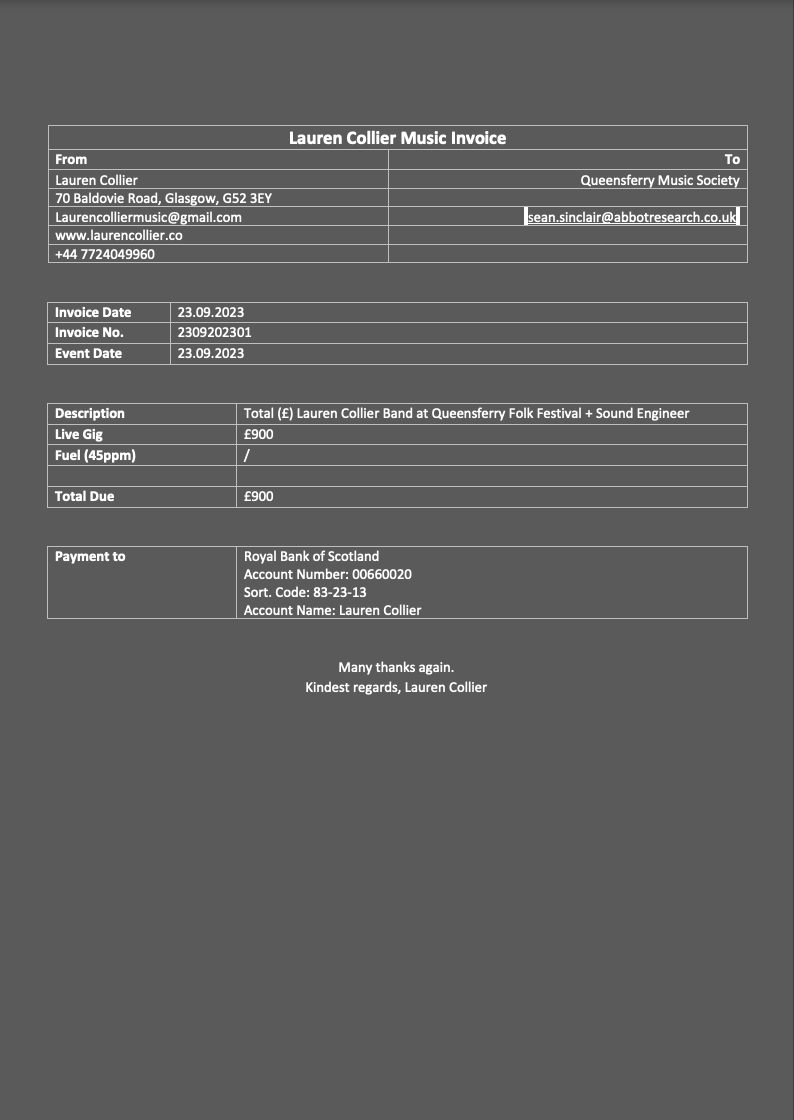 Lauren Collier Music Invoice
From To
Lauren Collier Queensferry Music Society
70 Baldovie Road, Glasgow, G52 3EY
Laurencolliermusic@gmail.com sean.sinclair@abbotresearch.co.uk
www.laurencollier.co
+44 7724049960
Invoice Date 23.09.2023
Invoice No. 2309202301
Event Date 23.09.2023
Description Total (£) Lauren Collier Band at Queensferry Folk Festival + Sound Engineer
Live Gig £900
Fuel (45ppm) /
Total Due £900
Payment to Royal Bank of Scotland
Account Number: 00660020
Sort. Code: 83-23-13
Account Name: Lauren Collier
Many thanks again.
Kindest regards, Lauren Collier